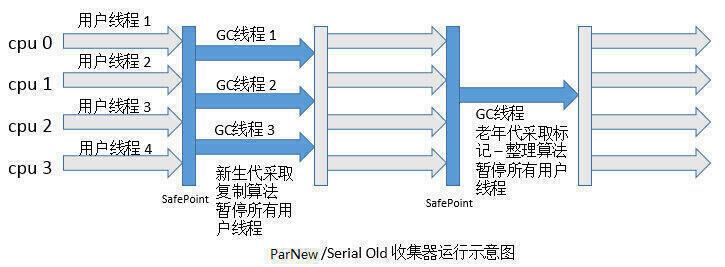 用户线程 1
cpu 0
用户线程 2
cpu 1
用户线程 3
cpu 2
用户线程 4
cpu 3
SafePoint
GC线程 1
GC线程 2
GC线程 3
新生代采取
复制算法
暂停所有用
户线程
SafePoint
GC线程
老年代采取标
记–整理算法
暂停所有用户
线程
ParNew /Serial Old 收集器运行示意图